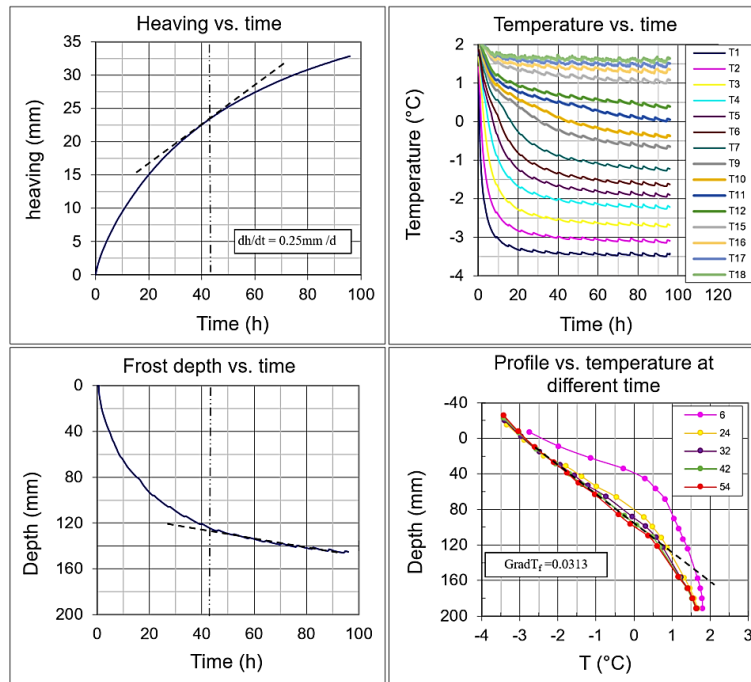 Heaving vs. time
35
30
25
20
15
10
5
0
heaving (mm)
dh/dt = 0.25mm /d
0 20 40 60 80 100
Time (h)
Temperature vs. time
2
1
0
-1
-2
-3
-4
Temperature (°C)
T1
T2
T3
T4
T5
T6
T7
T9
T10
T11
T12
T15
T16
T17
T18
0 20 40 60 80 100 120
Time (h)
Frost depth vs. time
0
40
80
120
160
200
Depth (mm)
0 20 40 60 80 100
Time (h)
Profile vs. temperature at
different time
-40
0
40
80
120
160
200
Depth (mm)
6
24
32
42
54
GradTf =0.0313
-4 -3 -2 -1 0 1 2 3
T (°C)